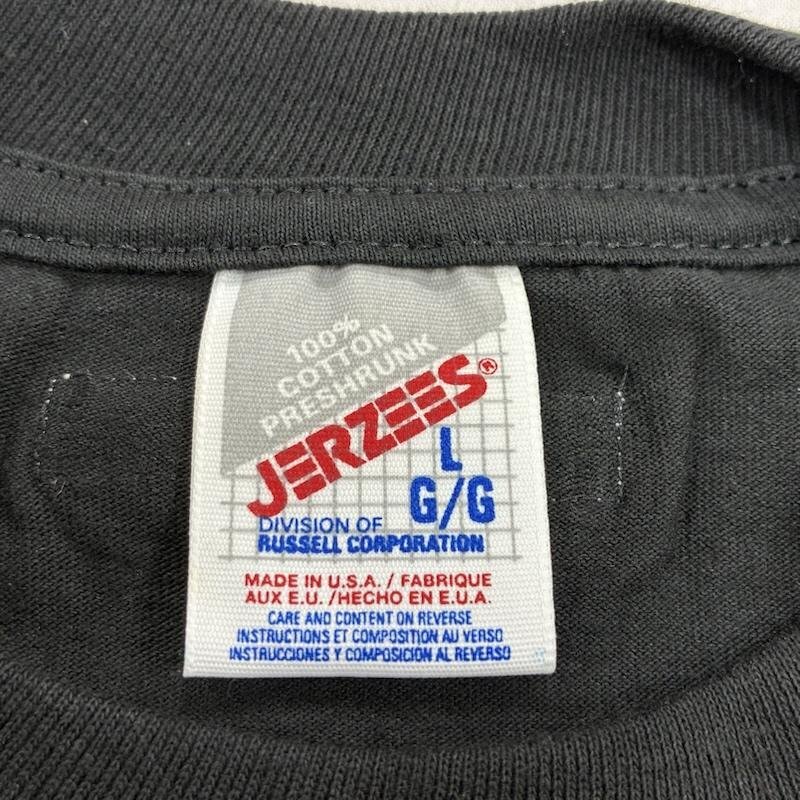 100%
COTTON
PRESHRUNK
JERZEES®
L
G/G
DIVISION OF
RUSSELL CORPORATION
MADE IN U.S.A. / FABRIQUE
AUX E.U. /HECHO EN E.U.A.
CARE AND CONTENT ON REVERSE
INSTRUCTIONS ET COMPOSITION AU VERSO
INSTRUCCIONES Y COMPOSICION AL REVERSO